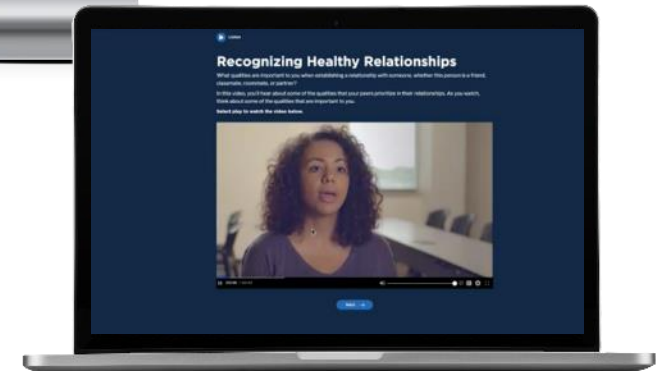 LISTEN
Recognizing Healthy Relationships
What qualities are important to you when establishing a relationship with someone, whether this person is a friend,
classmate, roommate, or partner?
In this video, you'll hear about some of the qualities that your peers prioritize in their relationships. As you watch,
think about some of the qualities that are important to you.
Select play to watch the video below.